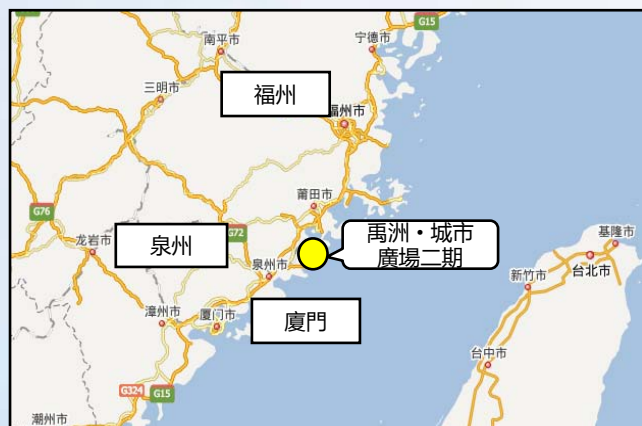 G15
宁德市
南平市
三明市
福州
福州市
莆田市
G76
龙岩市
泉州
G72
禹洲・城市
廣場二期
基隆市
台北市
新竹市
泉州市
漳州市
厦门市
廈門
台中市
G324
G15
潮州市